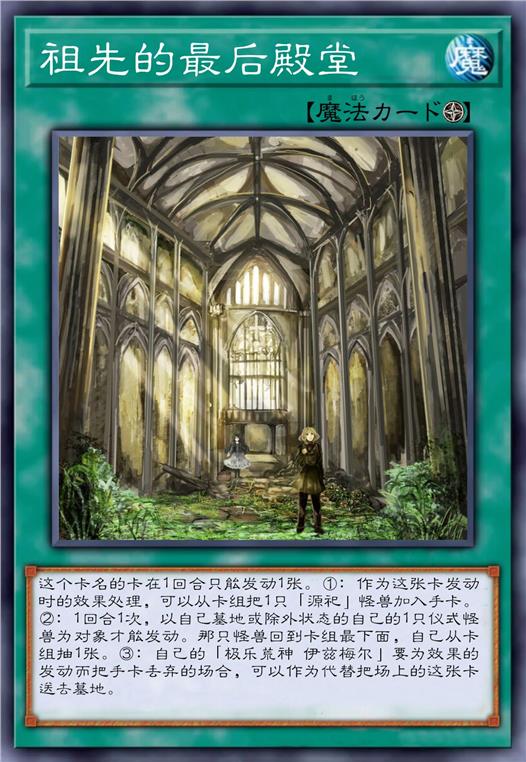 祖先的最后殿堂
魔
ま ほう
【魔法カード】
这个卡名的卡在1回合只能发动1张。①：作为这张卡发动
时的效果处理，可以从卡组把1只「源祀」怪兽加入手卡。
②：1回合1次，以自己墓地或除外状态的自己的1只仪式怪
兽为对象才能发动。那只怪兽回到卡组最下面，自己从卡
组抽1张。③：自己的「极乐荒神 伊兹梅尔」要为效果的
发动而把手卡丢弃的场合，可以作为代替把场上的这张卡
送去墓地。